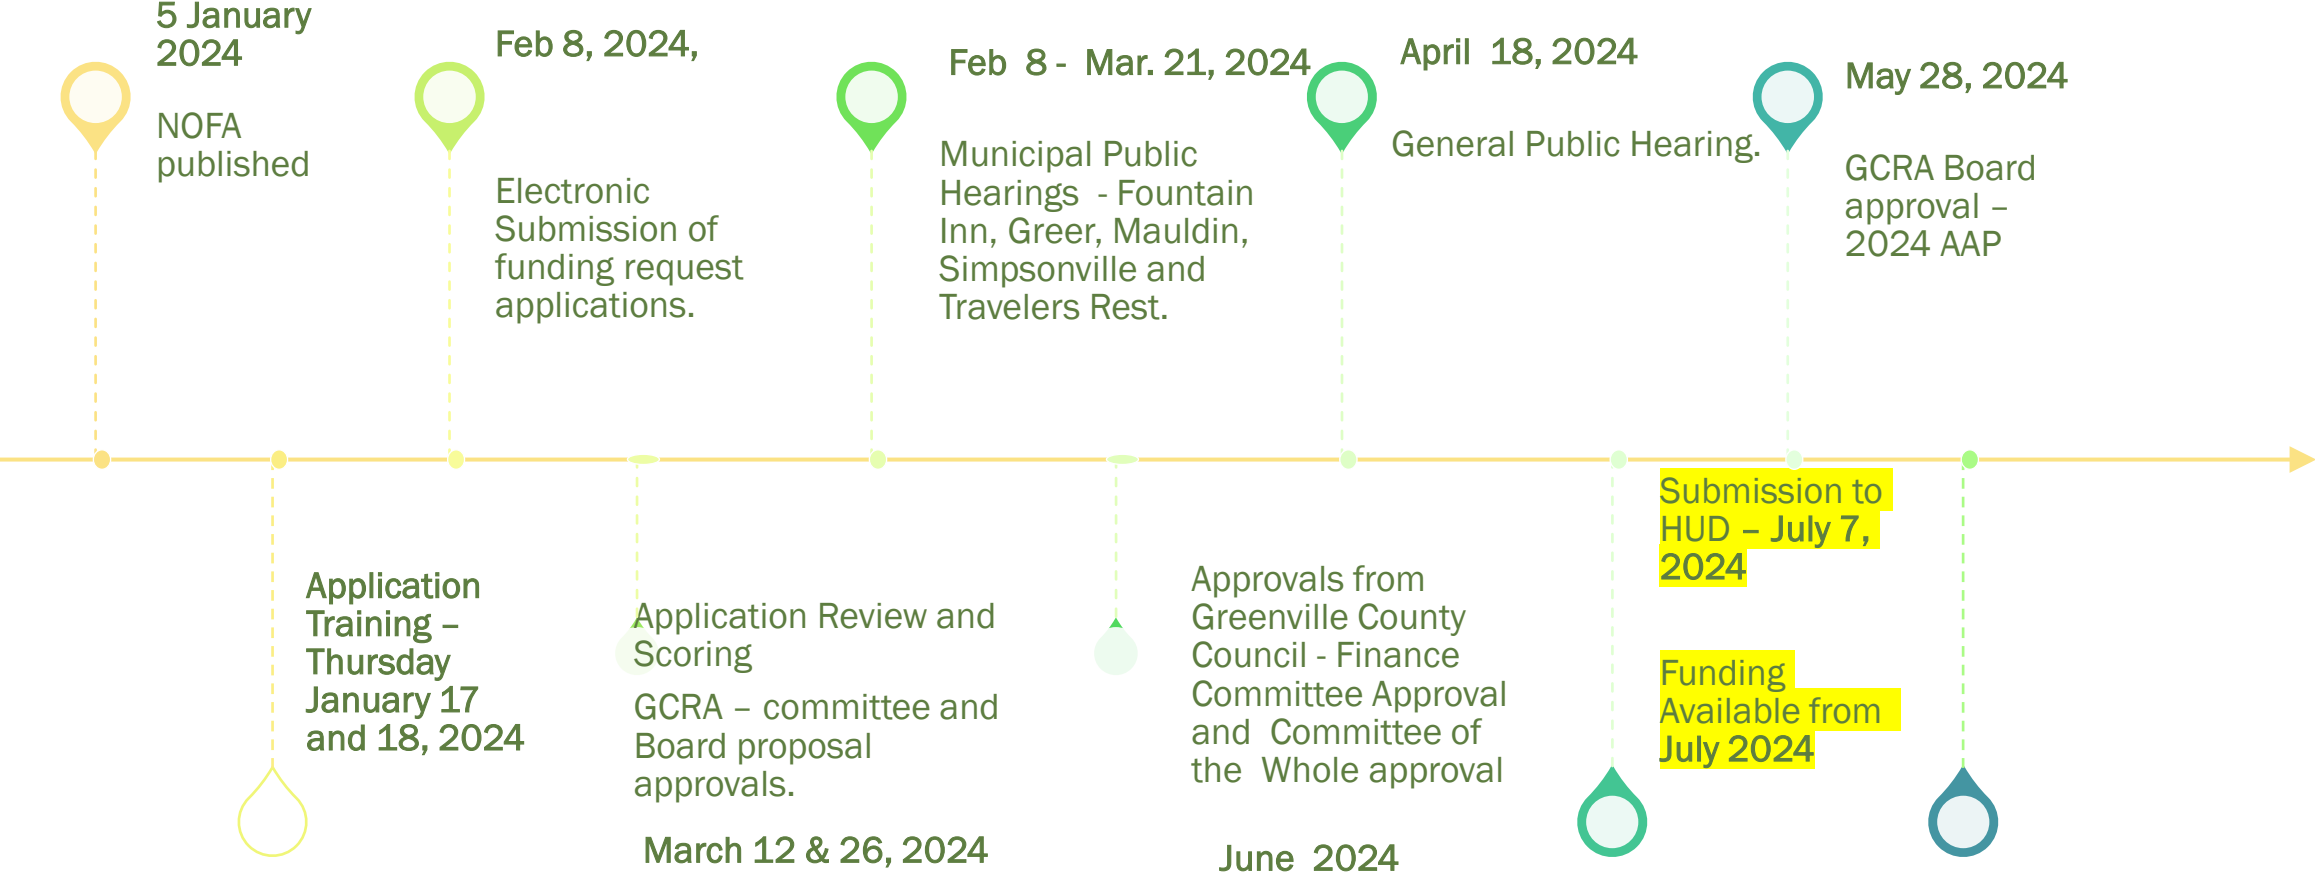 5 January
2024
NOFA
published
Feb 8, 2024,
Electronic
Submission of
funding request
applications.
Feb 8 - Mar. 21, 2024
Municipal Public
Hearings - Fountain
Inn, Greer, Mauldin,
Simpsonville and
Travelers Rest.
April 18, 2024
General Public Hearing.
May 28, 2024
GCRA Board
approval –
2024 AAP
Application
Training –
Thursday
January 17
and 18, 2024
Application Review and
Scoring
GCRA – committee and
Board proposal
approvals.
March 12 & 26, 2024
Approvals from
Greenville County
Council - Finance
Committee Approval
and Committee of
the Whole approval
June 2024
Submission to
HUD – July 7,
2024
Funding
Available from
July 2024